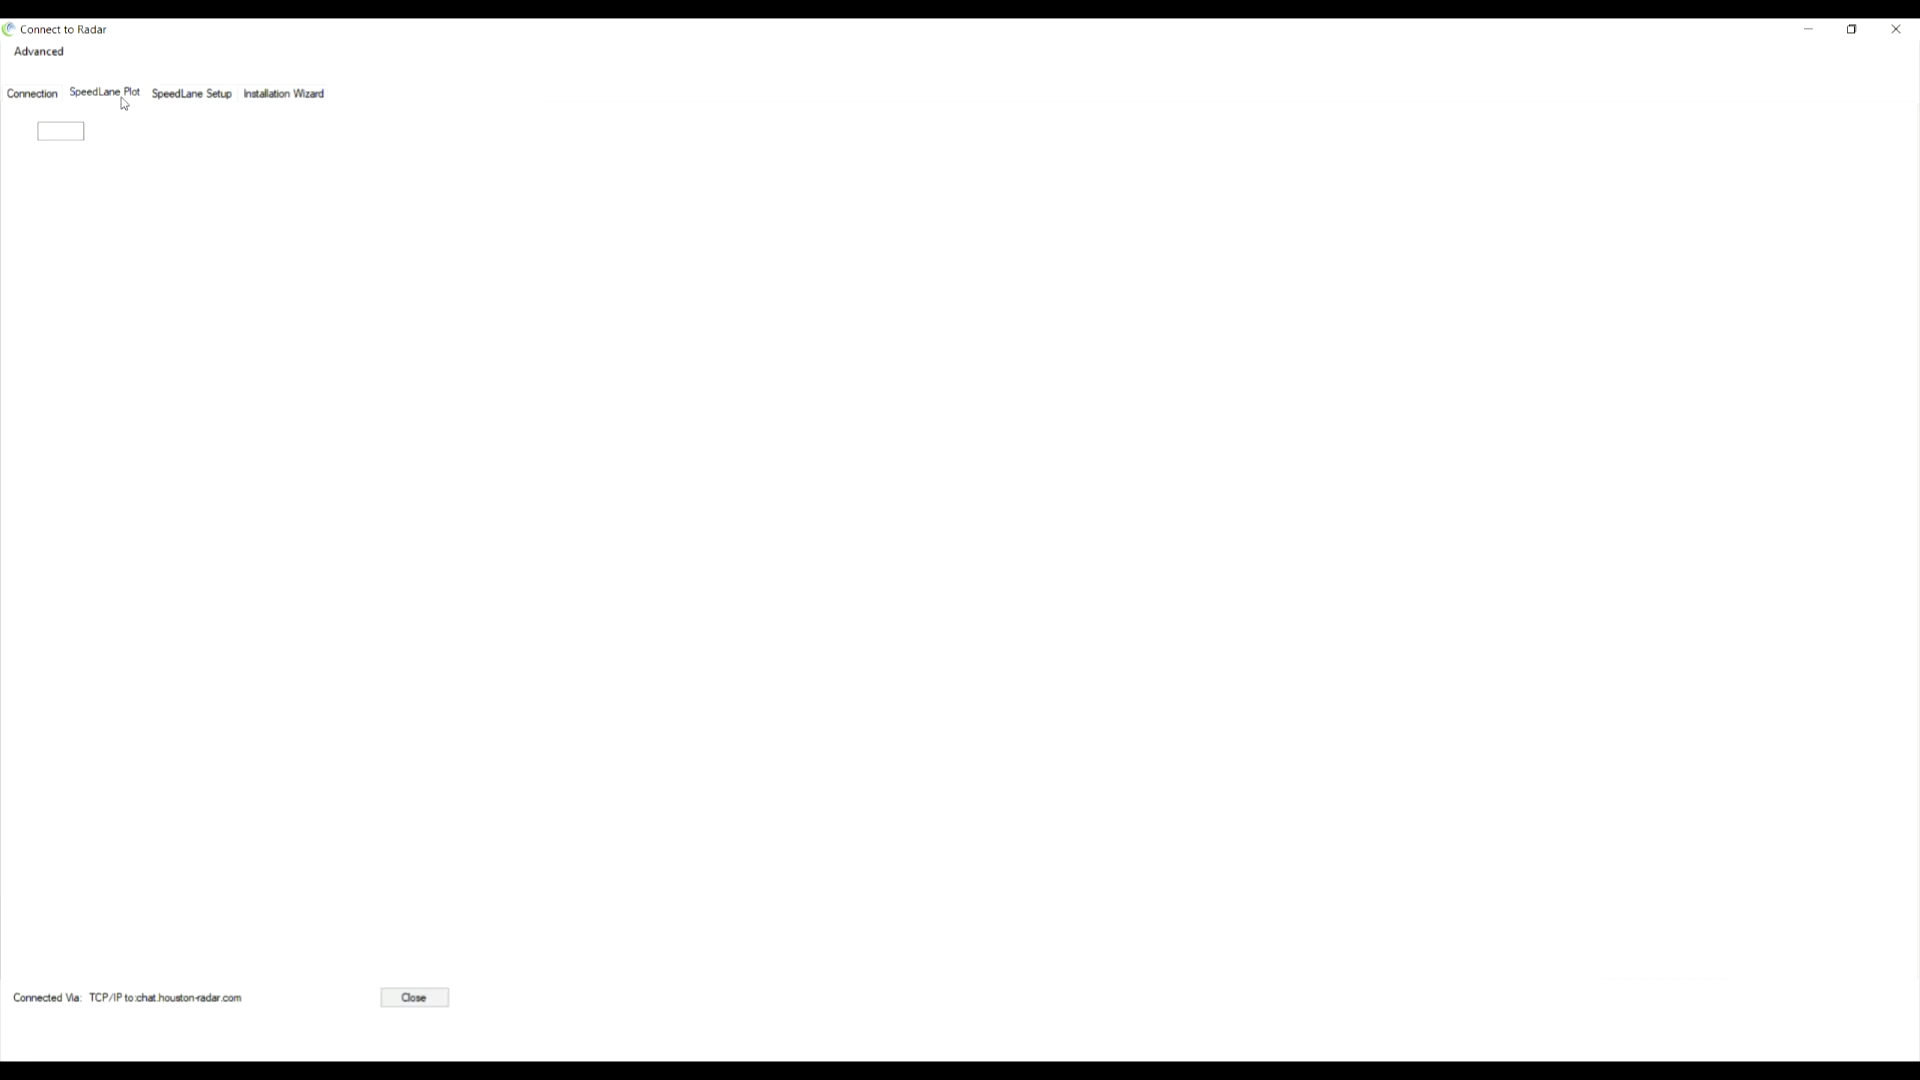 Connect to Radar
Advanced
Connection SpeedLane Plot SpeedLane Setup Installation Wizard
Connected Via: TCP/IP to:chat.houston-radar.com Close